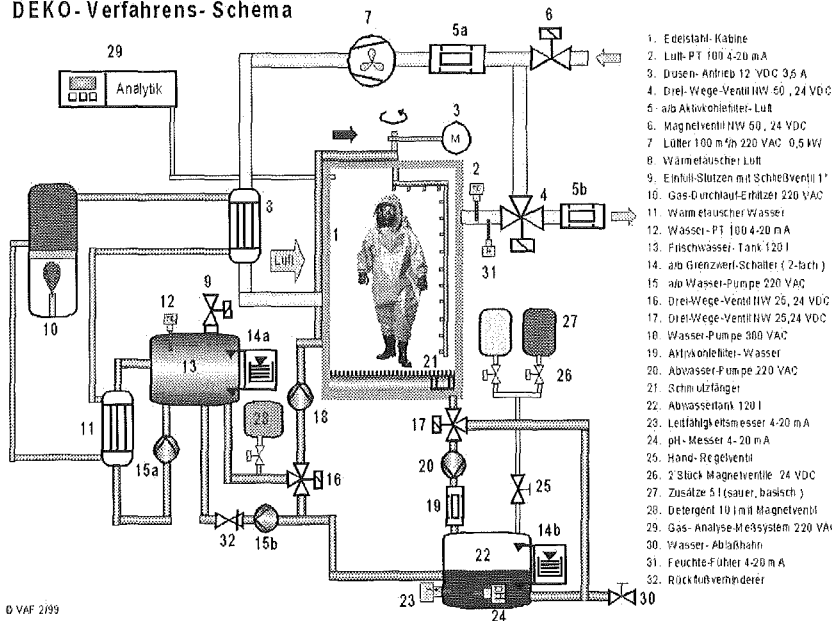 DEKO-Verfahrens-Schema
7
5a
6
29
Analytik
3
M
2
4
5b
8
1
Luft
31
10
9
12
13
14a
21
27
26
11
18
28
17
15a
16
20
25
19
32
15b
14b
22
23
24
30
© VAF 2/99
1. Edelstahl-Kabine
2. Luft-PT 100 4-20 mA
3. Düsen-Antrieb 12 VDC 3,5 A
4. Drei-Wege-Ventil NW 50, 24 VDC
5. a/b Aktivkohlefilter-Luft
6. Magnetventil NW 50, 24 VDC
7. Lüfter 100 m³/h 220 VAC 0,5 kW
8. Wärmetauscher Luft
9. Einfüll-Stutzen mit Schließventil 1"
10. Gas-Durchlauf-Erhitzer 220 VAC
11. Wärmetauscher Wasser
12. Wasser-PT 100 4-20 mA
13. Frischwasser-Tank 120 l
14. a/b Grenzwert-Schalter (2-fach)
15. a/b Wasser-Pumpe 220 VAC
16. Drei-Wege-Ventil NW 25, 24 VDC
17. Drei-Wege-Ventil NW 25, 24 VDC
18. Wasser-Pumpe 380 VAC
19. Aktivkohlefilter-Wasser
20. Abwasser-Pumpe 220 VAC
21. Schmutzfänger
22. Abwassertank 120 l
23. Leitfähigkeitsmesser 4-20 mA
24. pH-Messer 4-20 mA
25. Hand-Regelventil
26. 2 Stück Magnetventile 24 VDC
27. Zusätze 5 l (sauer, basisch)
28. Detergent 10 l mit Magnetventil
29. Gas-Analyse-Meßsystem 220 VAC
30. Wasser-Ablaßhahn
31. Feuchte-Fühler 4-20 mA
32. Rückflußverhinderer